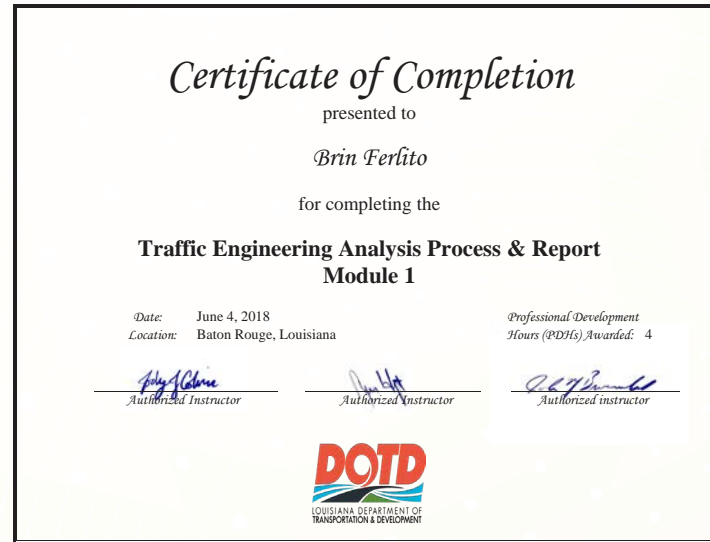 Certificate of Completion
presented to
Brin Ferlito
for completing the
Traffic Engineering Analysis Process & Report
Module 1
Date: June 4, 2018
Location: Baton Rouge, Louisiana
Professional Development
Hours (PDHs) Awarded: 4
Authorized Instructor
Authorized Instructor
Authorized instructor
DOTD
LOUISIANA DEPARTMENT OF
TRANSPORTATION & DEVELOPMENT